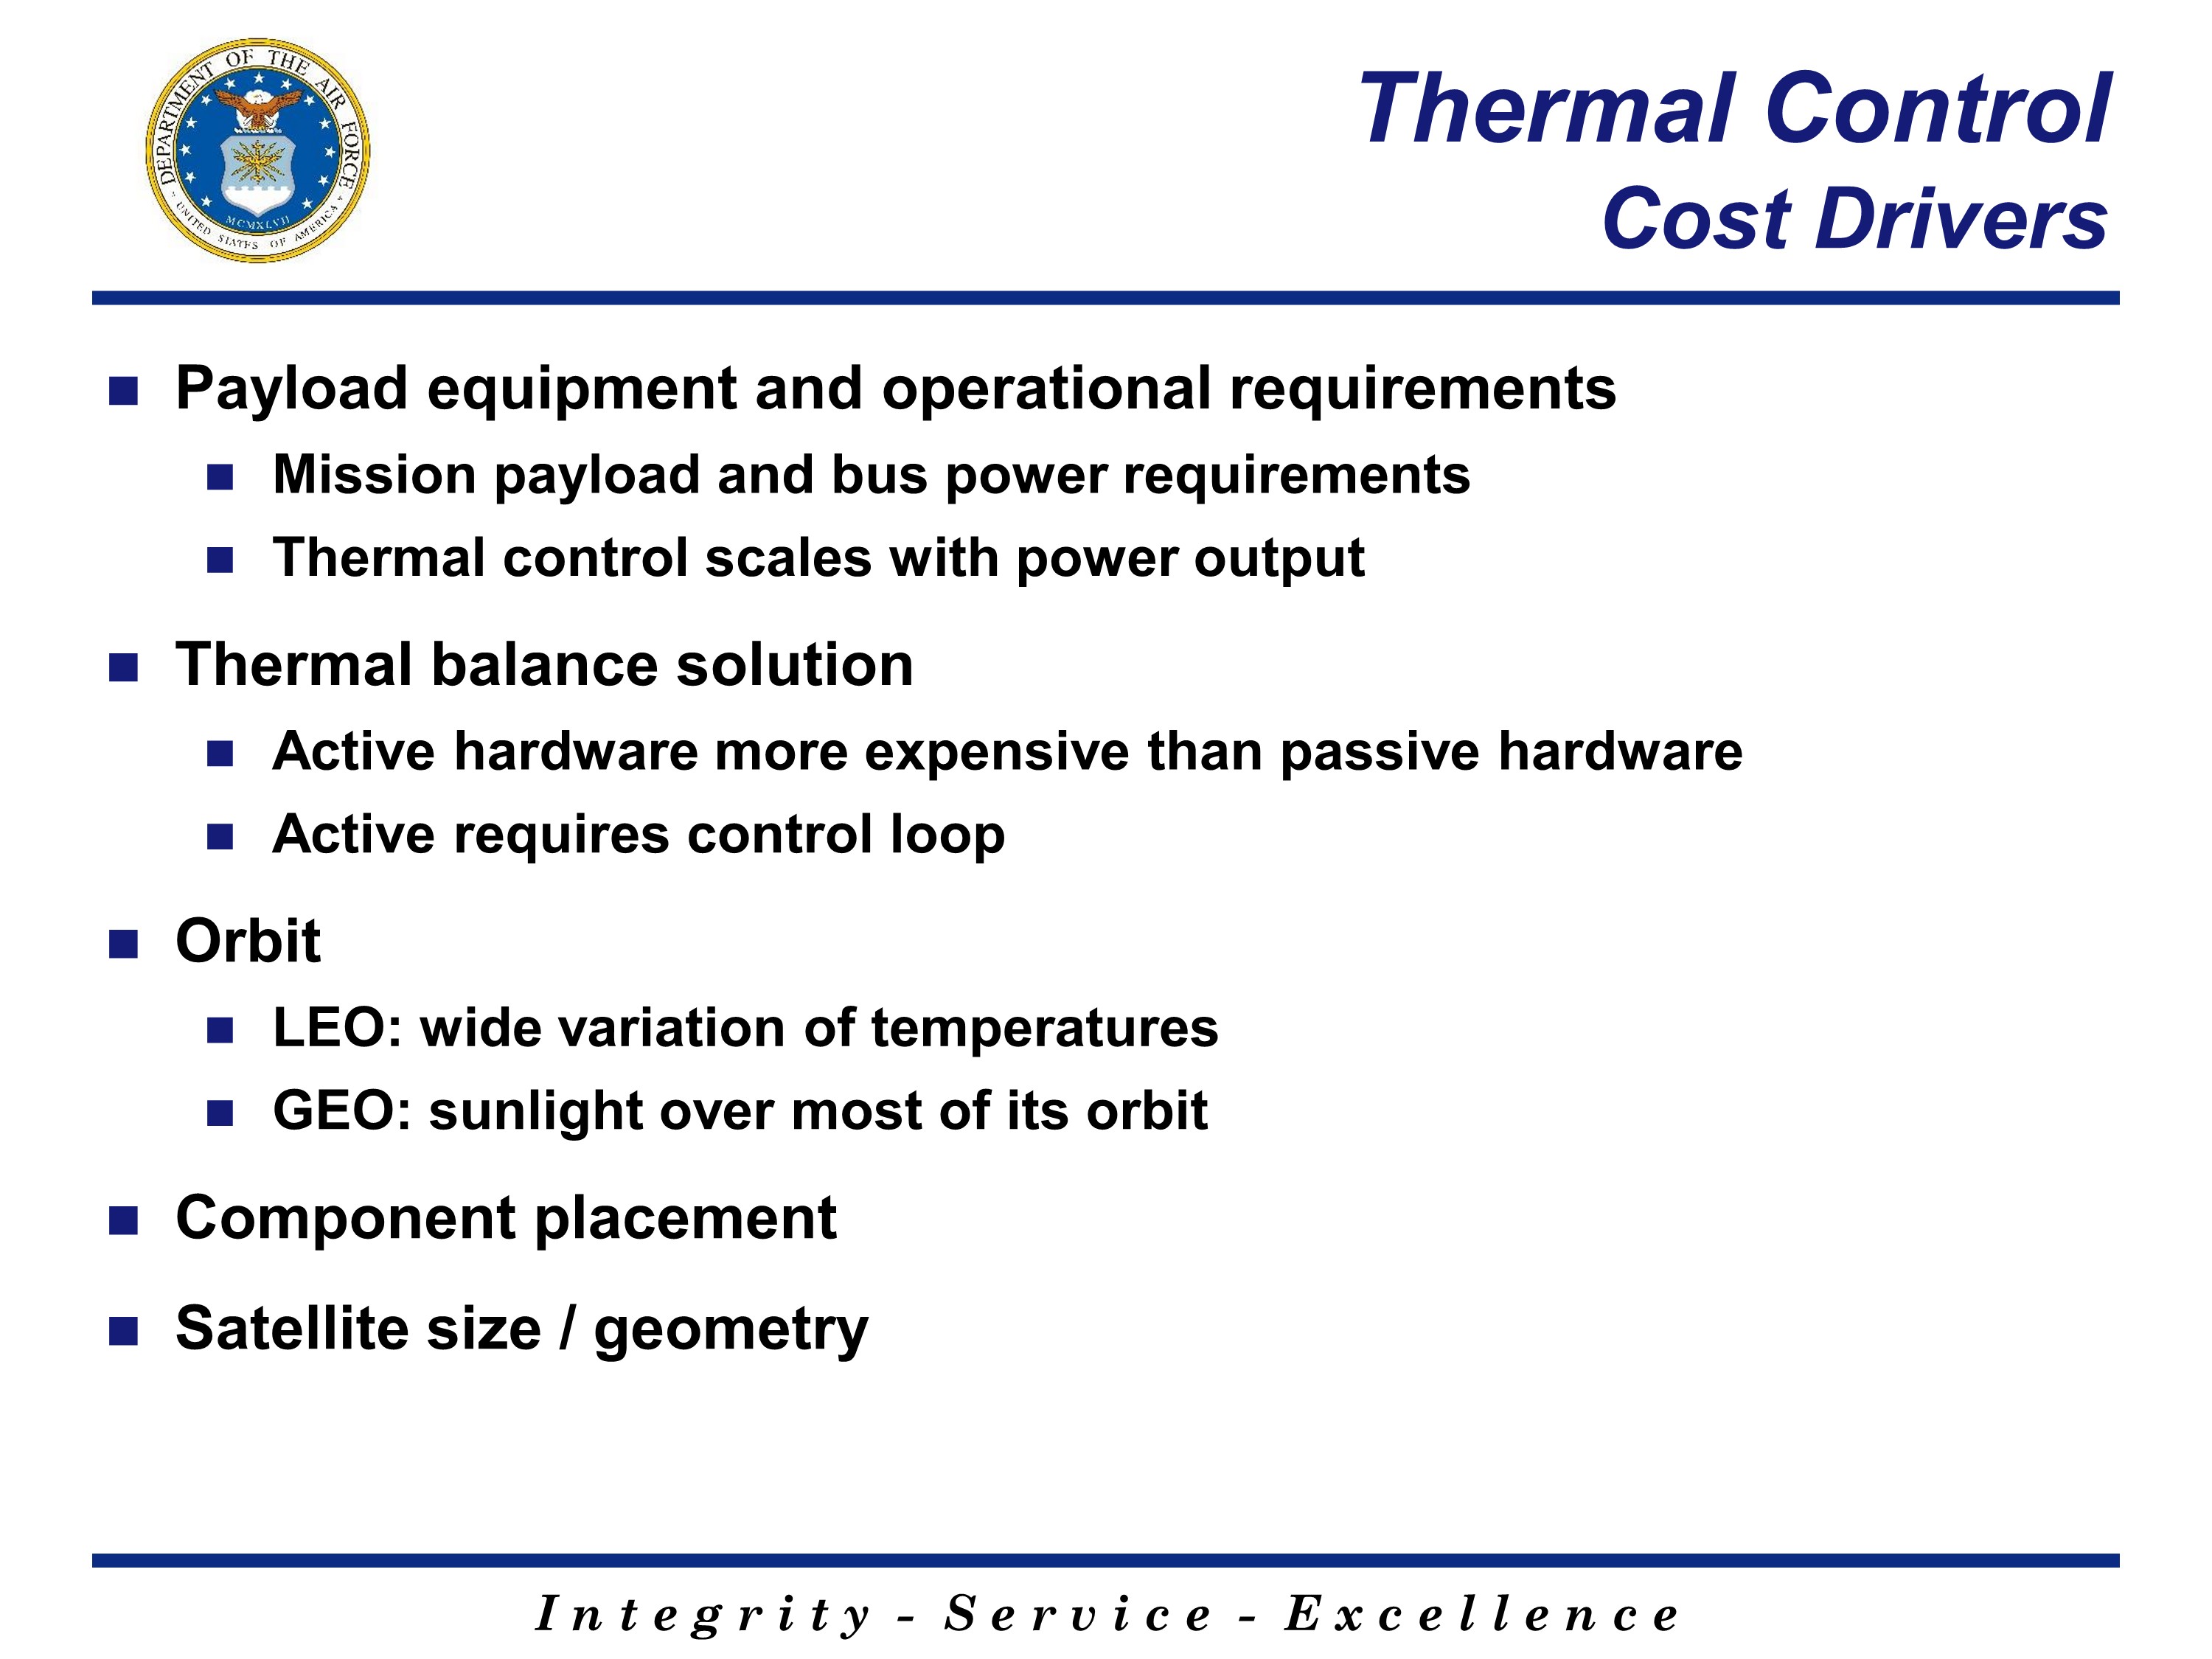 DEPARTMENT OF THE AIR FORCE
UNITED STATES OF AMERICA
MCMXLVII
Thermal Control
Cost Drivers
Payload equipment and operational requirements
Mission payload and bus power requirements
Thermal control scales with power output
Thermal balance solution
Active hardware more expensive than passive hardware
Active requires control loop
Orbit
LEO: wide variation of temperatures
GEO: sunlight over most of its orbit
Component placement
Satellite size / geometry
Integrity - Service - Excellence